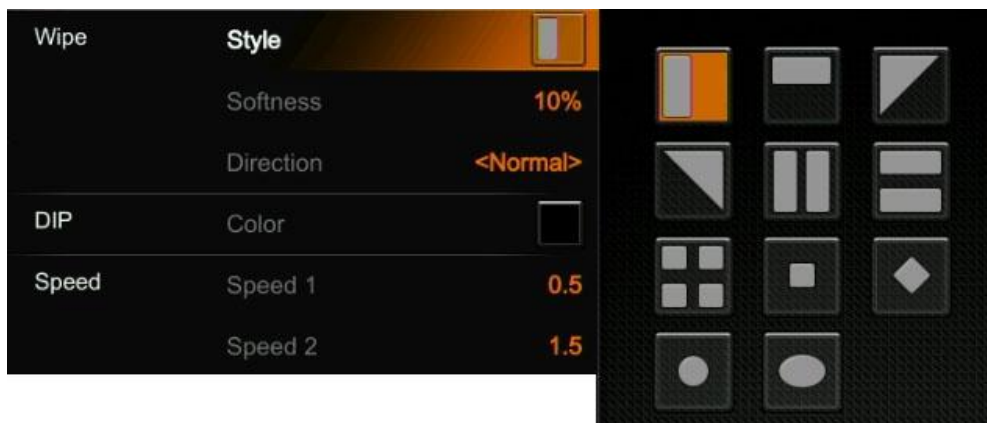 Wipe Style
Softness 10%
Direction <Normal>
DIP Color
Speed Speed 1 0.5
Speed 2 1.5